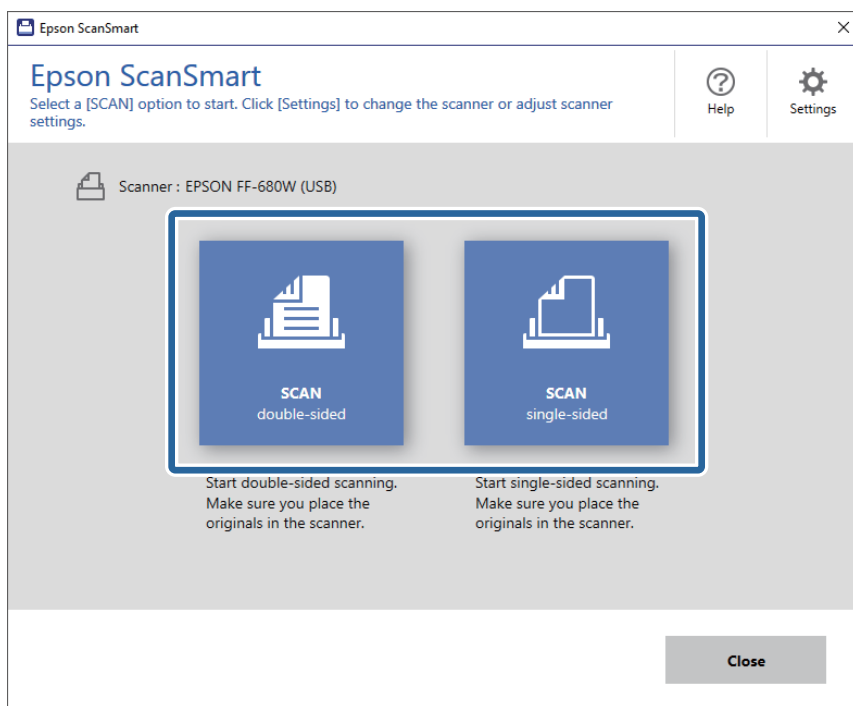 Epson ScanSmart
Epson ScanSmart
Select a [SCAN] option to start. Click [Settings] to change the scanner or adjust scanner
settings.
Help
Settings
Scanner : EPSON FF-680W (USB)
SCAN
double-sided
Start double-sided scanning.
Make sure you place the
originals in the scanner.
SCAN
single-sided
Start single-sided scanning.
Make sure you place the
originals in the scanner.
Close